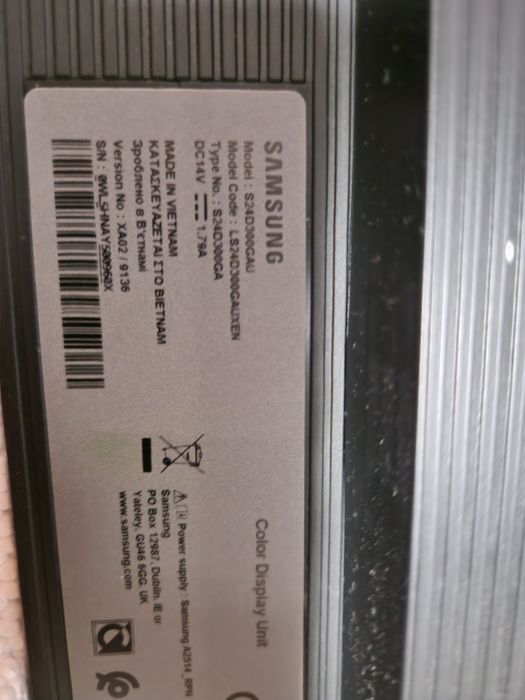 SAMSUNG
Model : S24D300GAU
Model Code : LS24D300GAUXEN
Type No. : S24D300GA
DC14V 1.79A
MADE IN VIETNAM
ΚΑΤΑΣΚΕΥΑΖΕΤΑΙ ΣΤΟ ΒΙΕΤΝΑΜ
Зроблено в В'єтнамі
Version No : XA02 / 9136
S/N : 0WLSHNAY500960X
Color Display Unit
Power supply : Samsung A2514_RPN
Samsung
PO Box 12987, Dublin. IE or
Yateley, GU46 6GG. UK
www.samsung.com